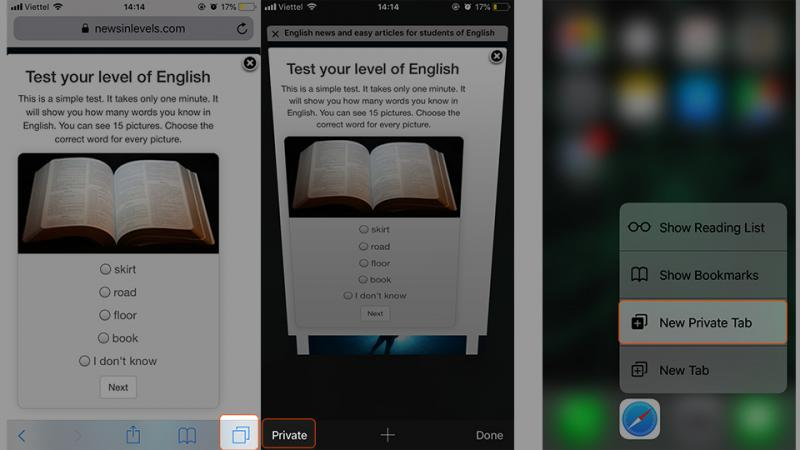 Viettel
14:14
17%
newsinlevels.com
Test your level of English
This is a simple test. It takes only one minute. It
will show you how many words you know in
English. You can see 15 pictures. Choose the
correct word for every picture.
skirt
road
floor
book
I don't know
Next
Viettel
14:14
17%
English news and easy articles for students of English
Test your level of English
This is a simple test. It takes only one minute. It
will show you how many words you know in
English. You can see 15 pictures. Choose the
correct word for every picture.
skirt
road
floor
book
I don't know
Next
Private
Done
Show Reading List
Show Bookmarks
New Private Tab
New Tab